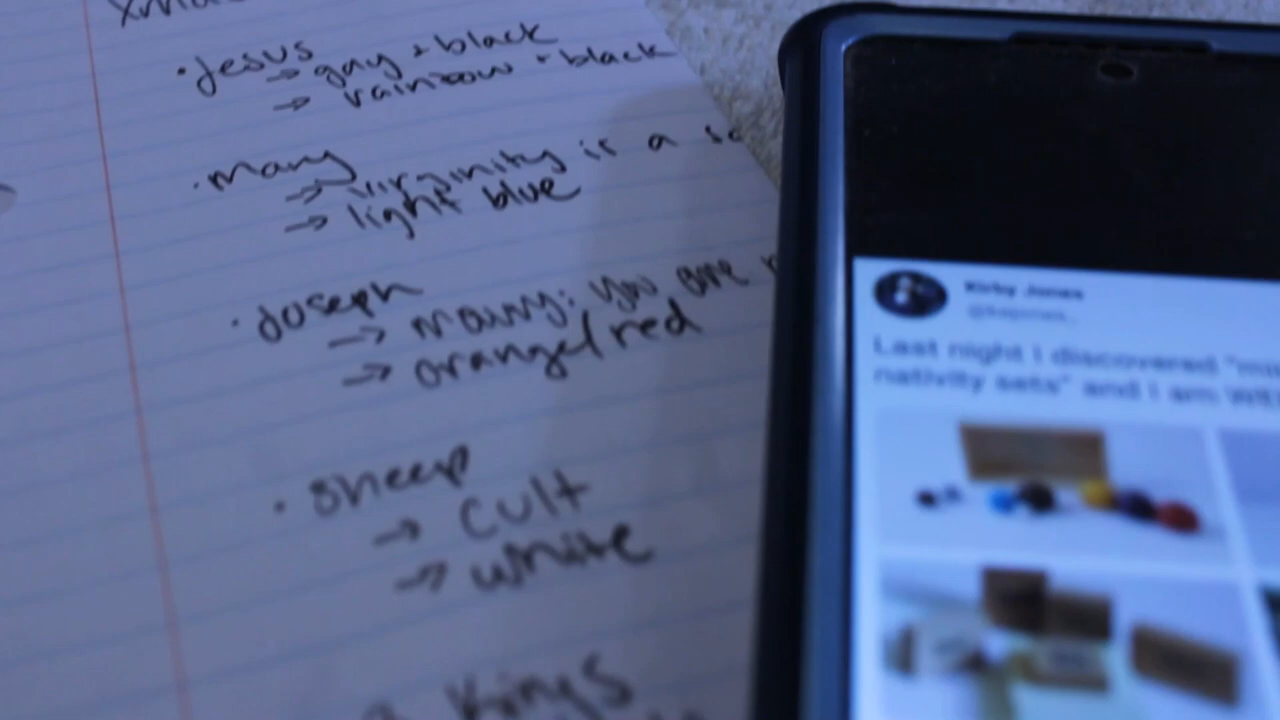 Xmas
• Jesus
→ gay + black
→ rainbow + black
• Mary
→ virginity is a
→ light blue
• Joseph
→ Mary: you are
→ orange/red
• Sheep
→ Cult
→ white
Kings
Kirby Jones
Last night I discovered
nativity sets" and I am